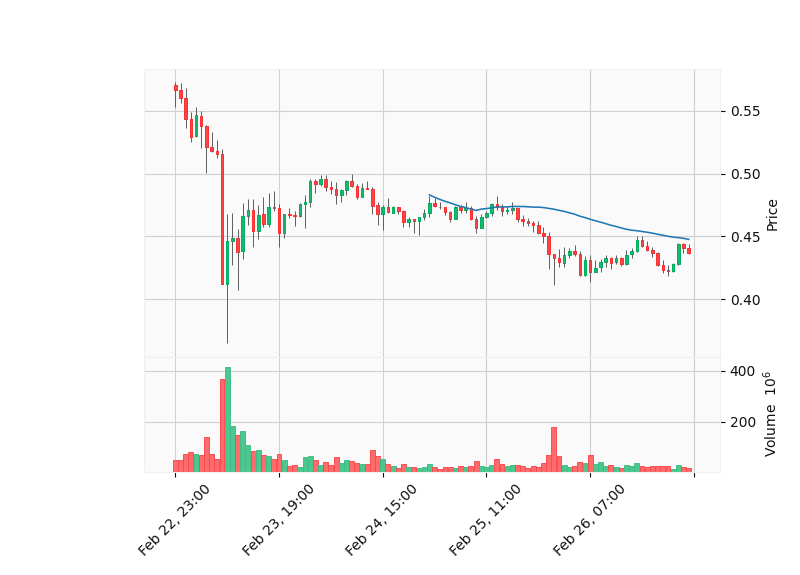 0.55
0.50
0.45
0.40
Price
400
200
Volume 10⁶
Feb 22, 23:00
Feb 23, 19:00
Feb 24, 15:00
Feb 25, 11:00
Feb 26, 07:00